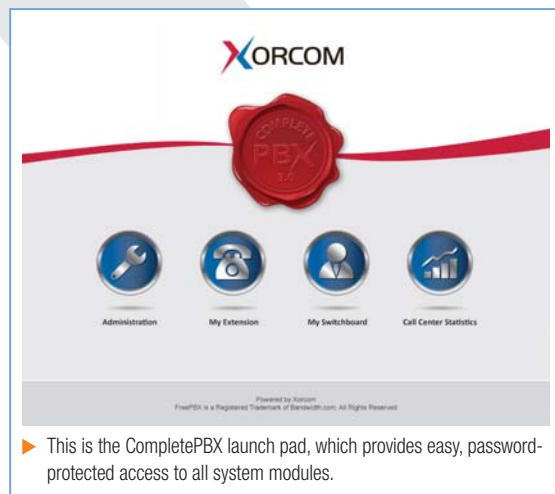 XORCOM
COMPLETE
PBX
3.0
Administration
My Extension
My Switchboard
Call Center Statistics
Powered by Xorcom
FreePBX is a Registered Trademark of Bandwidth.com. All Rights Reserved
This is the CompletePBX launch pad, which provides easy, password-
protected access to all system modules.